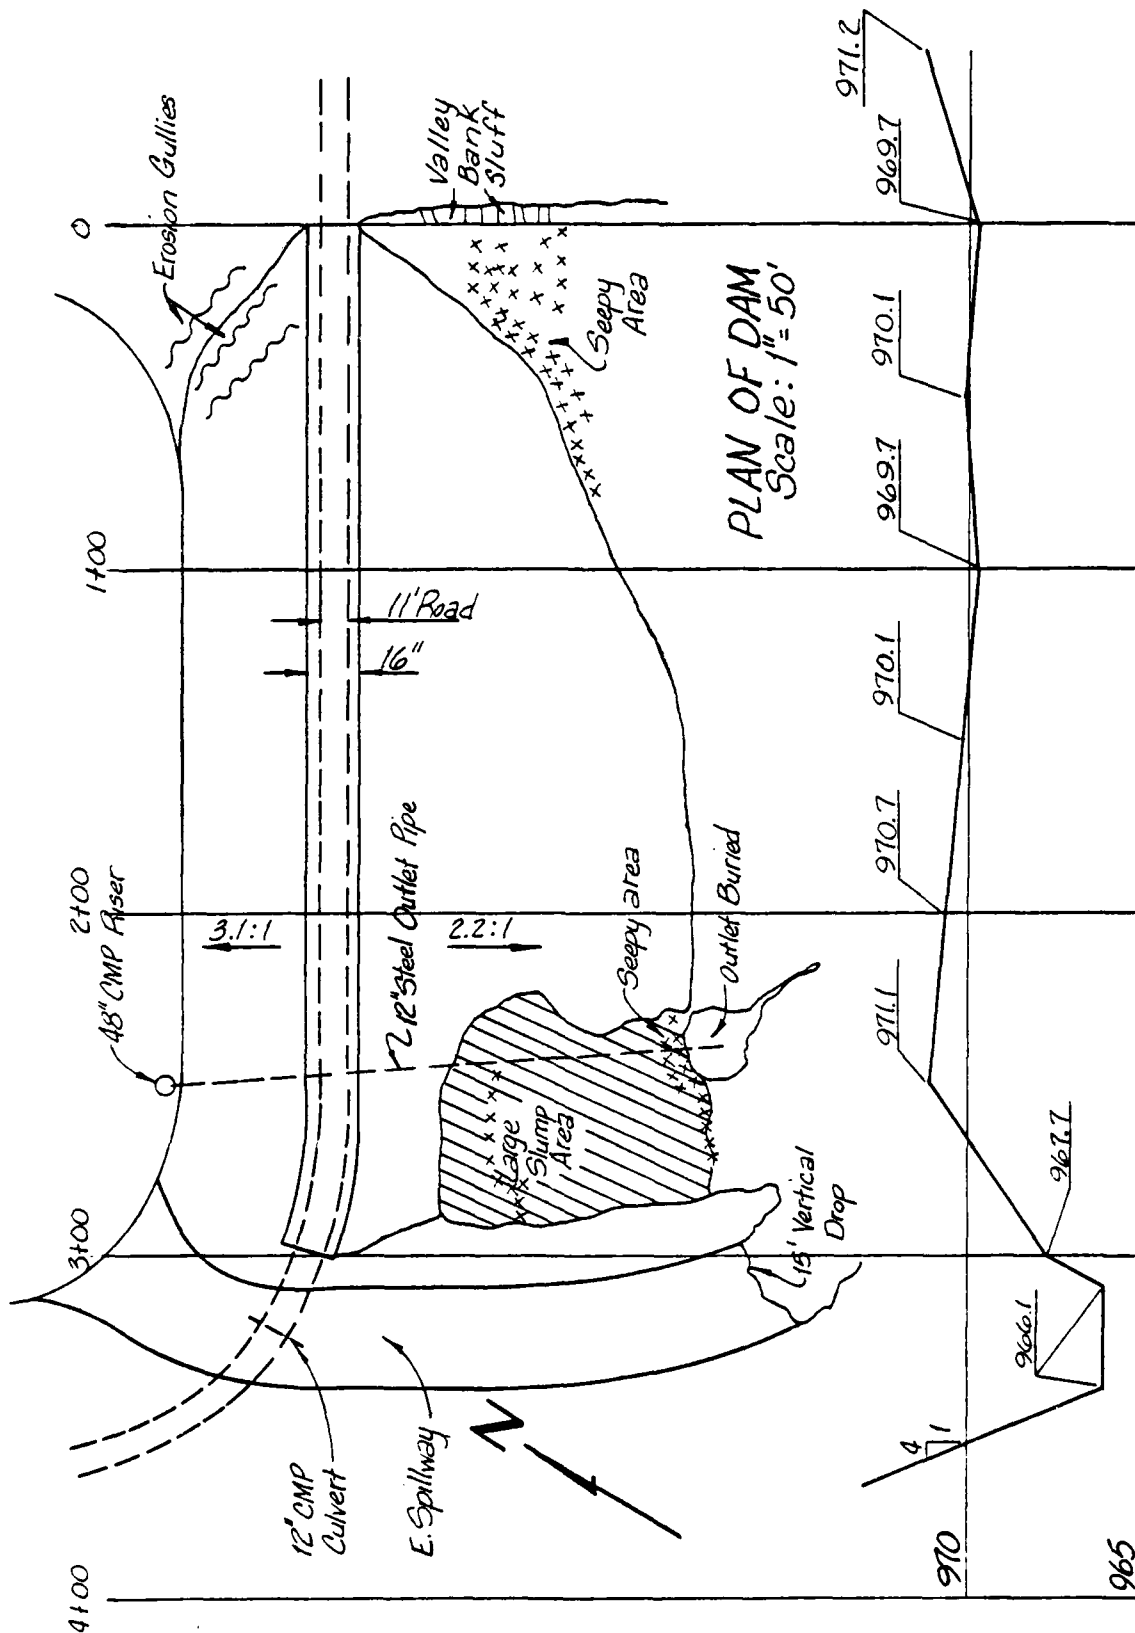 4+00
3+00
2+00
1+00
0
48" CMP Riser
Erosion Gullies
3.1:1
12" CMP
Culvert
E. Spillway
12" Steel Outlet Pipe
2.2:1
16"
11' Road
Valley
Bank
Sluff
Large
Slump
Area
Seepy area
Outlet Buried
Seepy
Area
15' Vertical
Drop
N
PLAN OF DAM
Scale: 1"=50'
4
1
966.1
967.7
971.1
970.7
970.1
969.7
970.1
969.7
971.2
970
965